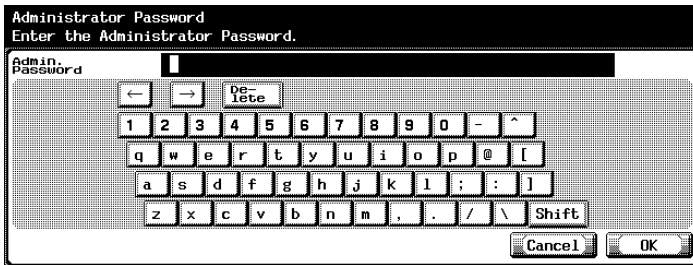 Administrator Password
Enter the Administrator Password.
Admin.
Password
← → De-
lete
1 2 3 4 5 6 7 8 9 0 - ^
q w e r t y u i o p @ [
a s d f g h j k l ; : ]
z x c v b n m , . / \ Shift
Cancel OK